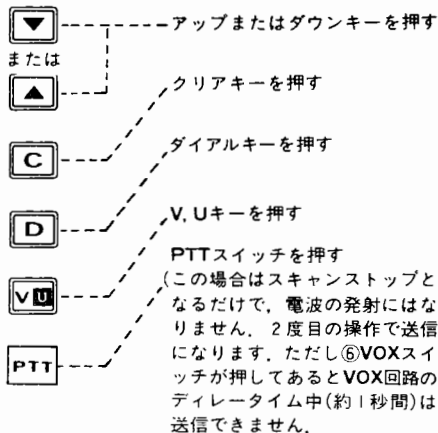 ▼ アップまたはダウンキーを押す
または
▲
クリアキーを押す
C
ダイアルキーを押す
D
V, Uキーを押す
VU
PTTスイッチを押す
PTT
(この場合はスキャンストップと
なるだけで，電波の発射にはな
りません．２度目の操作で送信
になります．ただし⑥VOXスイ
ッチが押してあるとVOX回路の
ディレータイム中(約１秒間)は
送信できません．